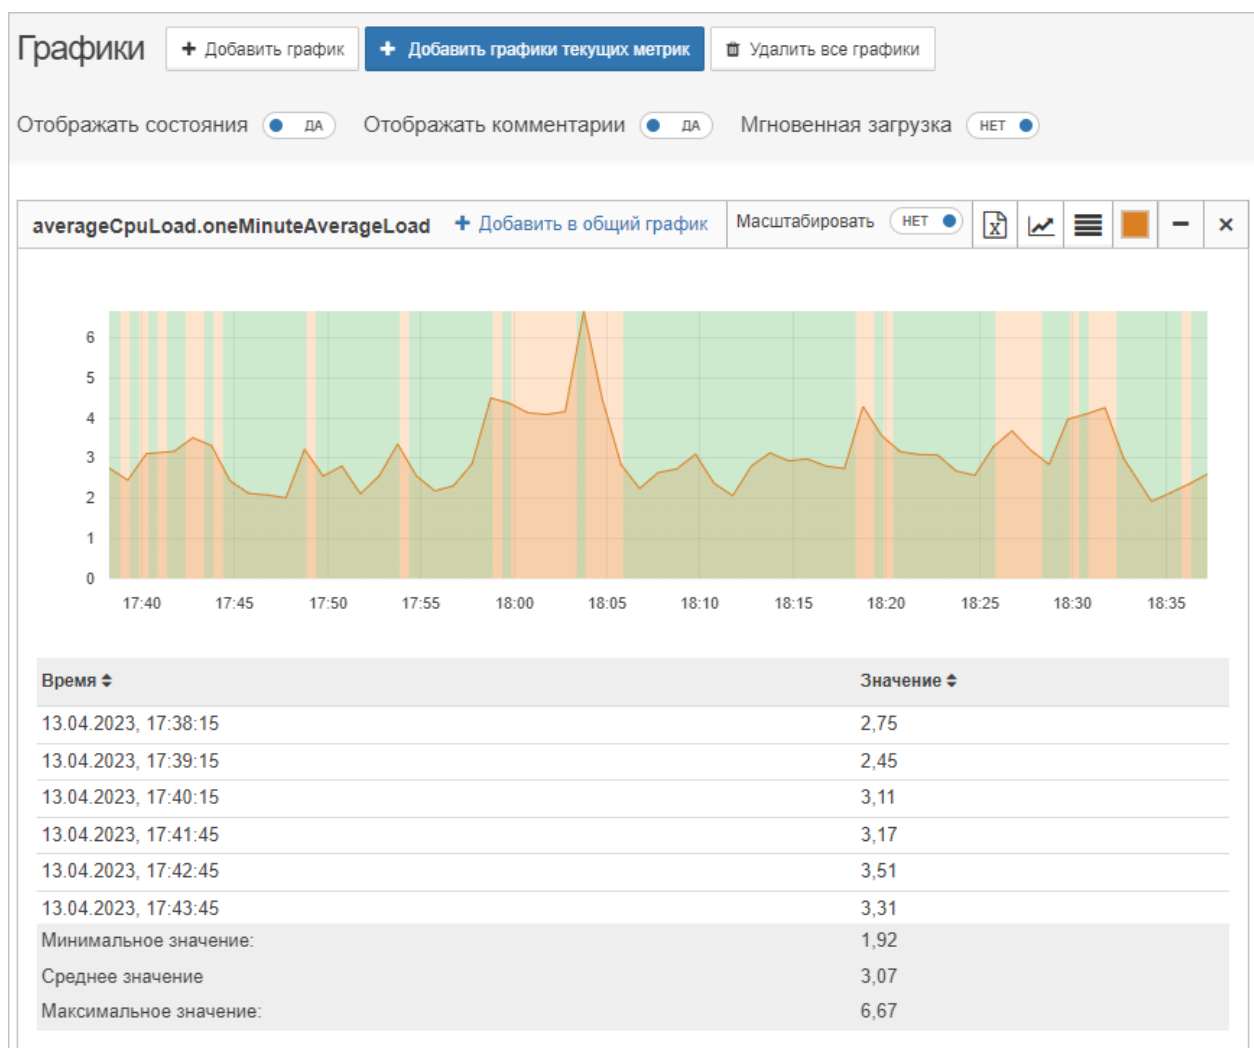 Графики + Добавить график + Добавить графики текущих метрик Удалить все графики
Отображать состояния ДА Отображать комментарии ДА Мгновенная загрузка НЕТ
averageCpuLoad.oneMinuteAverageLoad + Добавить в общий график Масштабировать НЕТ
6
5
4
3
2
1
0
17:40 17:45 17:50 17:55 18:00 18:05 18:10 18:15 18:20 18:25 18:30 18:35
Время Значение
13.04.2023, 17:38:15 2,75
13.04.2023, 17:39:15 2,45
13.04.2023, 17:40:15 3,11
13.04.2023, 17:41:45 3,17
13.04.2023, 17:42:45 3,51
13.04.2023, 17:43:45 3,31
Минимальное значение: 1,92
Среднее значение 3,07
Максимальное значение: 6,67